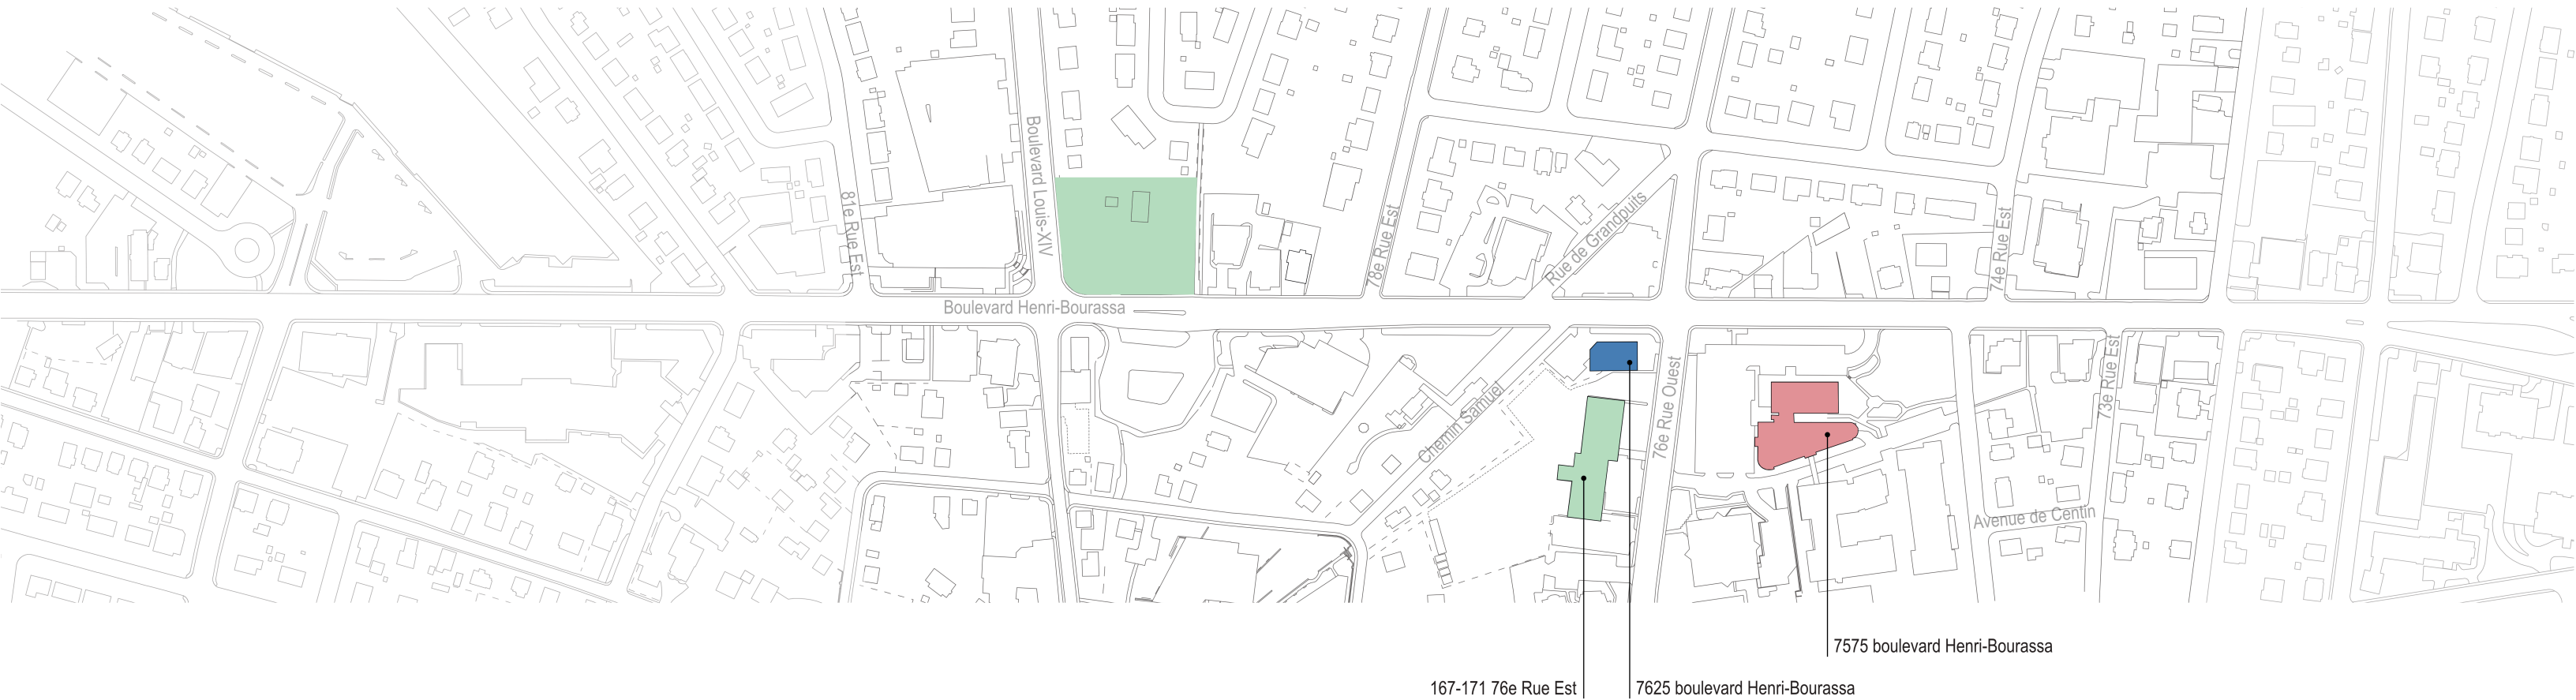 Boulevard Louis-XIV
81e Rue Est
78e Rue Est
Rue de Grandpuits
74e Rue Est
Boulevard Henri-Bourassa
Chemin Samuel
76e Rue Ouest
73e Rue Est
Avenue de Centin
7575 boulevard Henri-Bourassa
167-171 76e Rue Est
7625 boulevard Henri-Bourassa